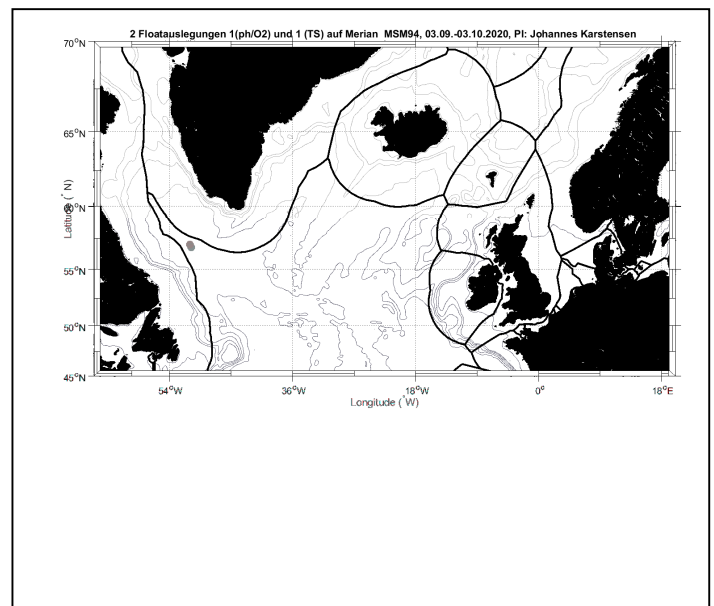 2 Floatauslegungen 1(ph/O2) und 1 (TS) auf Merian MSM94, 03.09.-03.10.2020, PI: Johannes Karstensen
70°N
65°N
60°N
55°N
50°N
45°N
Latitude (°N)
54°W
36°W
18°W
0°
18°E
Longitude (°W)